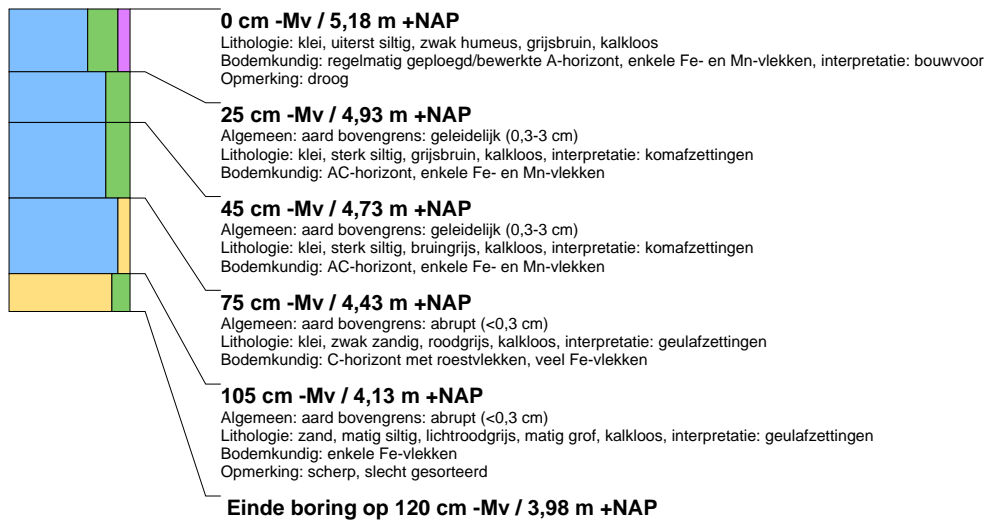 0 cm -Mv / 5,18 m +NAP
Lithologie: klei, uiterst siltig, zwak humeus, grijsbruin, kalkloos
Bodemkundig: regelmatig geploegd/bewerkte A-horizont, enkele Fe- en Mn-vlekken, interpretatie: bouwvoor
Opmerking: droog
25 cm -Mv / 4,93 m +NAP
Algemeen: aard bovengrens: geleidelijk (0,3-3 cm)
Lithologie: klei, sterk siltig, grijsbruin, kalkloos, interpretatie: komafzettingen
Bodemkundig: AC-horizont, enkele Fe- en Mn-vlekken
45 cm -Mv / 4,73 m +NAP
Algemeen: aard bovengrens: geleidelijk (0,3-3 cm)
Lithologie: klei, sterk siltig, bruingrijs, kalkloos, interpretatie: komafzettingen
Bodemkundig: AC-horizont, enkele Fe- en Mn-vlekken
75 cm -Mv / 4,43 m +NAP
Algemeen: aard bovengrens: abrupt (<0,3 cm)
Lithologie: klei, zwak zandig, roodgrijs, kalkloos, interpretatie: geulafzettingen
Bodemkundig: C-horizont met roestvlekken, veel Fe-vlekken
105 cm -Mv / 4,13 m +NAP
Algemeen: aard bovengrens: abrupt (<0,3 cm)
Lithologie: zand, matig siltig, lichtroodgrijs, matig grof, kalkloos, interpretatie: geulafzettingen
Bodemkundig: enkele Fe-vlekken
Opmerking: scherp, slecht gesorteerd
Einde boring op 120 cm -Mv / 3,98 m +NAP